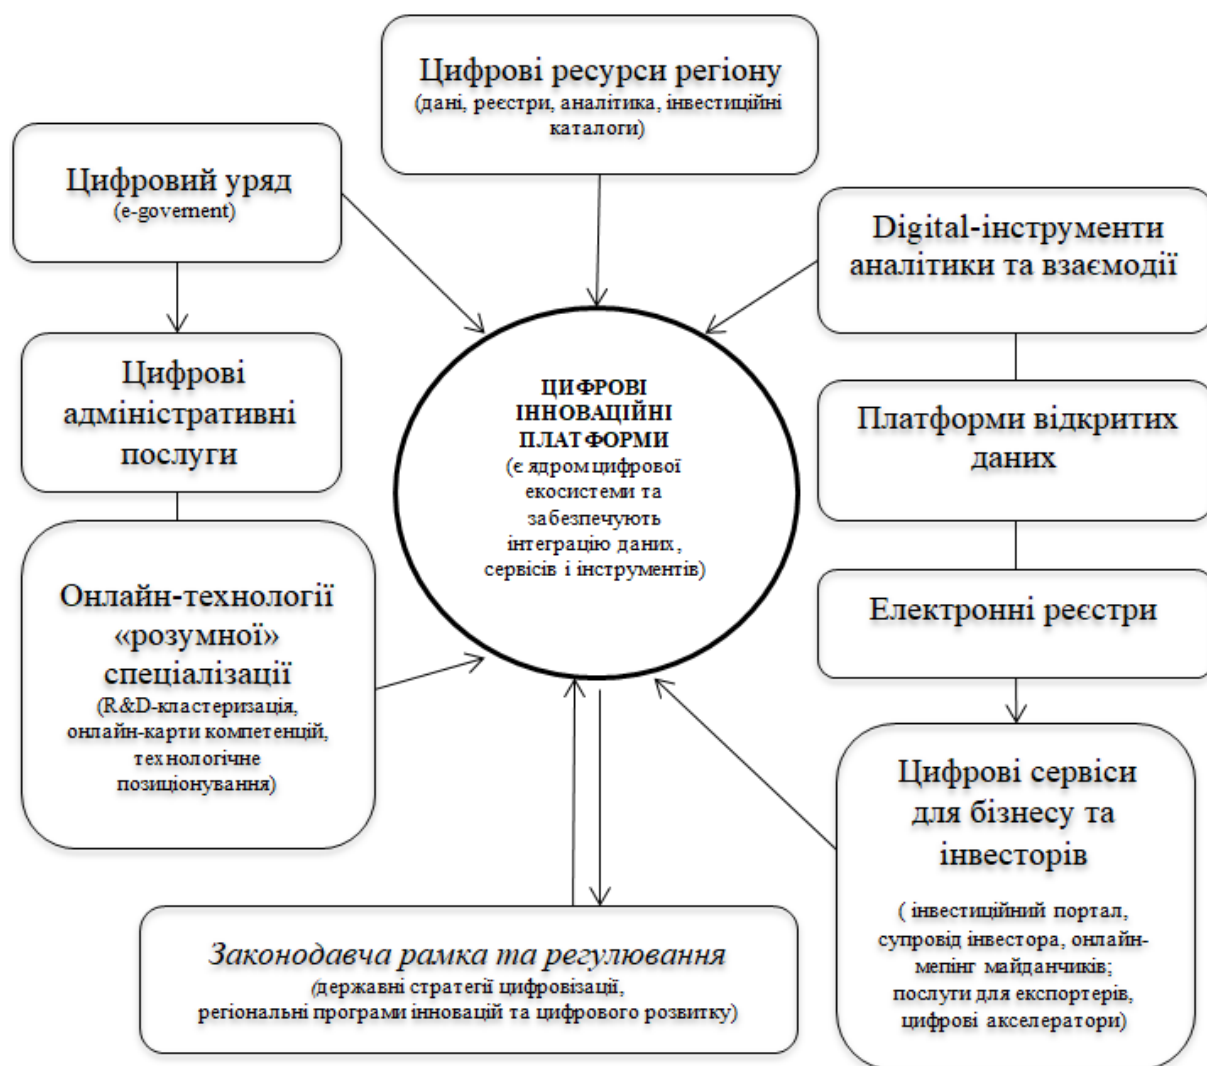 Цифрові ресурси регіону
(дані, реєстри, аналітика, інвестиційні
каталоги)
Цифровий уряд
(e-govement)
Digital-інструменти
аналітики та взаємодії
Цифрові
адміністративні
послуги
ЦИФРОВІ
ІННОВАЦІЙНІ
ПЛАТФОРМИ
(є ядром цифрової
екосистеми та
забезпечують
інтеграцію даних,
сервісів і інструментів)
Платформи відкритих
даних
Онлайн-технології
«розумної»
спеціалізації
(R&D-кластеризація,
онлайн-карти компетенцій,
технологічне
позиціонування)
Електронні реєстри
Цифрові сервіси
для бізнесу та
інвесторів
( інвестиційний портал,
супровід інвестора, онлайн-
мепінг майданчиків;
послуги для експортерів,
цифрові акселератори)
Законодавча рамка та регулювання
(державні стратегії цифровізації,
регіональні програми інновацій та цифрового розвитку)